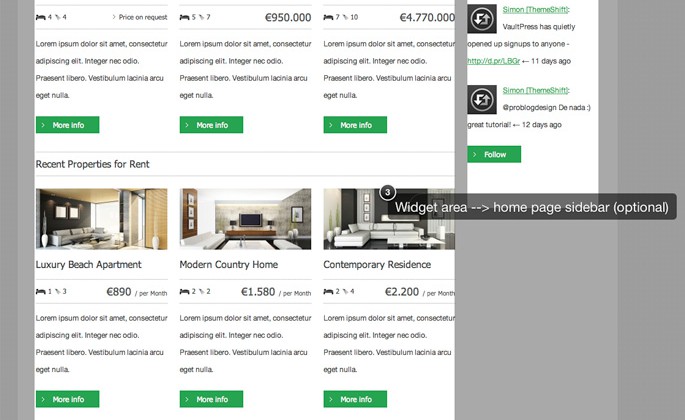 4 7 › Price on request
5 7 €950.000
7 10 €4.770.000
Lorem ipsum dolor sit amet, consectetur
adipiscing elit. Integer nec odio.
Praesent libero. Vestibulum lacinia arcu
eget nulla.
Lorem ipsum dolor sit amet, consectetur
adipiscing elit. Integer nec odio.
Praesent libero. Vestibulum lacinia arcu
eget nulla.
Lorem ipsum dolor sit amet, consectetur
adipiscing elit. Integer nec odio.
Praesent libero. Vestibulum lacinia arcu
eget nulla.
› More info
› More info
› More info
Simon [ThemeShift]:
VaultPress has quietly
opened up signups to anyone -
http://d.pr/LBGr ← 11 days ago
Simon [ThemeShift]:
@problogdesign De nada :)
great tutorial! ← 12 days ago
› Follow
Recent Properties for Rent
3
Widget area --> home page sidebar (optional)
Luxury Beach Apartment
1 3 €890 / per Month
Lorem ipsum dolor sit amet, consectetur
adipiscing elit. Integer nec odio.
Praesent libero. Vestibulum lacinia arcu
eget nulla.
› More info
Modern Country Home
2 2 €1.580 / per Month
Lorem ipsum dolor sit amet, consectetur
adipiscing elit. Integer nec odio.
Praesent libero. Vestibulum lacinia arcu
eget nulla.
› More info
Contemporary Residence
2 4 €2.200 / per Month
Lorem ipsum dolor sit amet, consectetur
adipiscing elit. Integer nec odio.
Praesent libero. Vestibulum lacinia arcu
eget nulla.
› More info